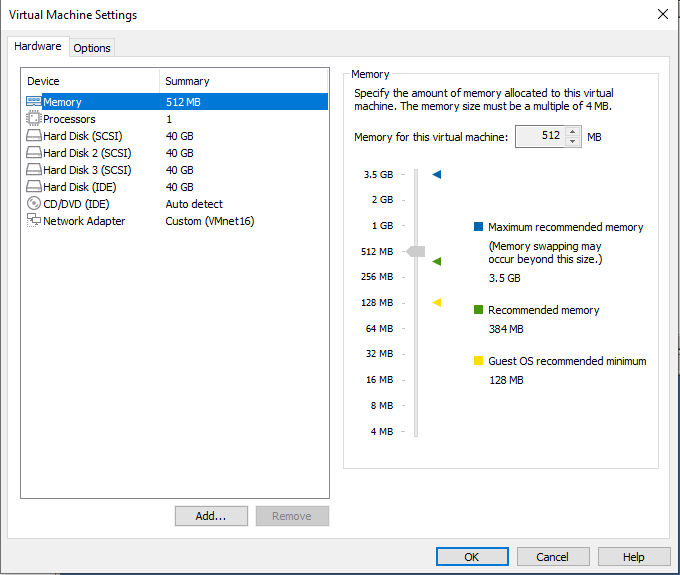 Virtual Machine Settings
Hardware
Options
Device Summary
Memory 512 MB
Processors 1
Hard Disk (SCSI) 40 GB
Hard Disk 2 (SCSI) 40 GB
Hard Disk 3 (SCSI) 40 GB
Hard Disk (IDE) 40 GB
CD/DVD (IDE) Auto detect
Network Adapter Custom (VMnet16)
Add...
Remove
Memory
Specify the amount of memory allocated to this virtual
machine. The memory size must be a multiple of 4 MB.
Memory for this virtual machine: 512 MB
3.5 GB
2 GB
1 GB
512 MB
256 MB
128 MB
64 MB
32 MB
16 MB
8 MB
4 MB
Maximum recommended memory
(Memory swapping may
occur beyond this size.)
3.5 GB
Recommended memory
384 MB
Guest OS recommended minimum
128 MB
OK
Cancel
Help